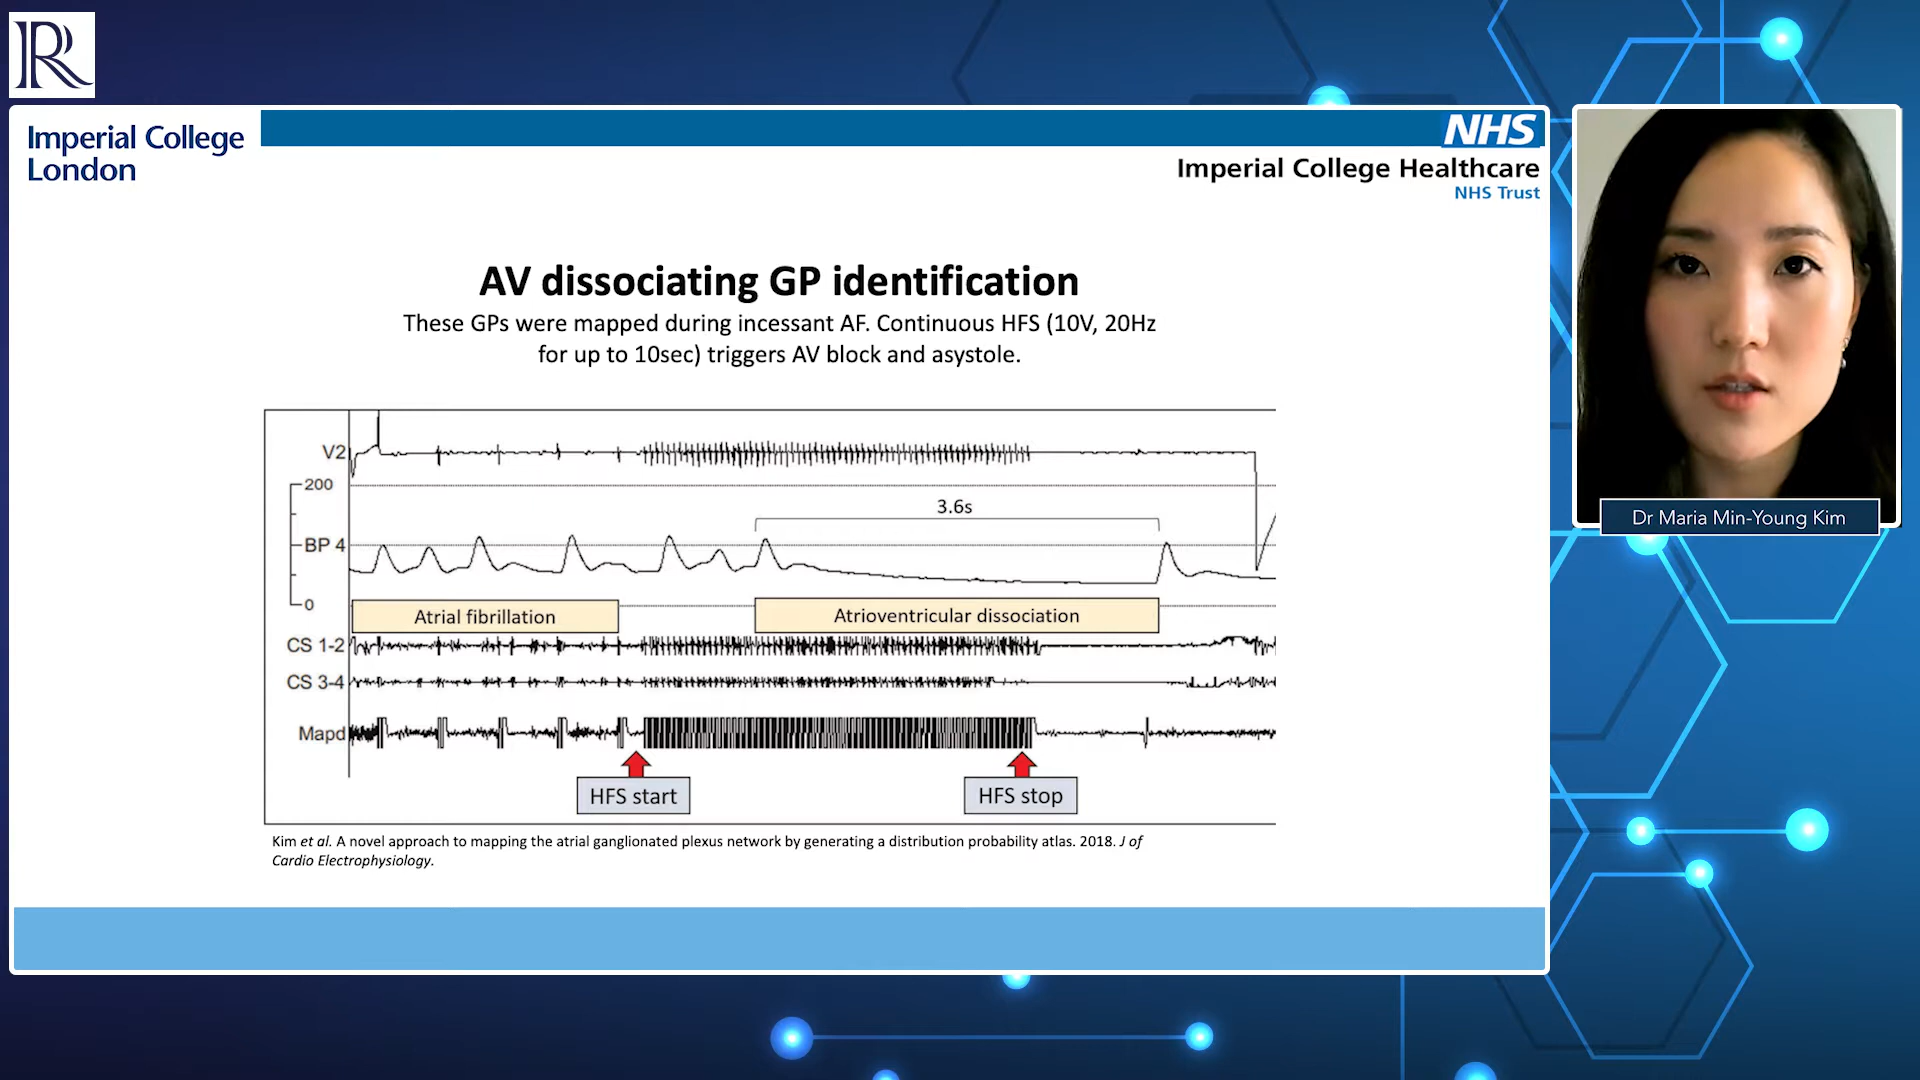 R
Imperial College
London
NHS
Imperial College Healthcare
NHS Trust
AV dissociating GP identification
These GPs were mapped during incessant AF. Continuous HFS (10V, 20Hz
for up to 10sec) triggers AV block and asystole.
V2
200
3.6s
BP 4
0
Atrial fibrillation
Atrioventricular dissociation
CS 1-2
CS 3-4
Mapd
HFS start
HFS stop
Kim et al. A novel approach to mapping the atrial ganglionated plexus network by generating a distribution probability atlas. 2018. J of
Cardio Electrophysiology.
Dr Maria Min-Young Kim